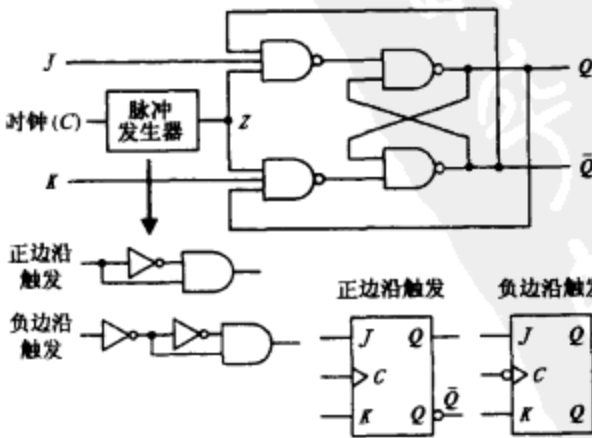 J
时钟(C)
脉冲
发生器
Z
K
Q
Q̄
正边沿
触发
负边沿
触发
正边沿触发
J Q
C
K Q Q̄
负边沿触发
J Q
C
K Q